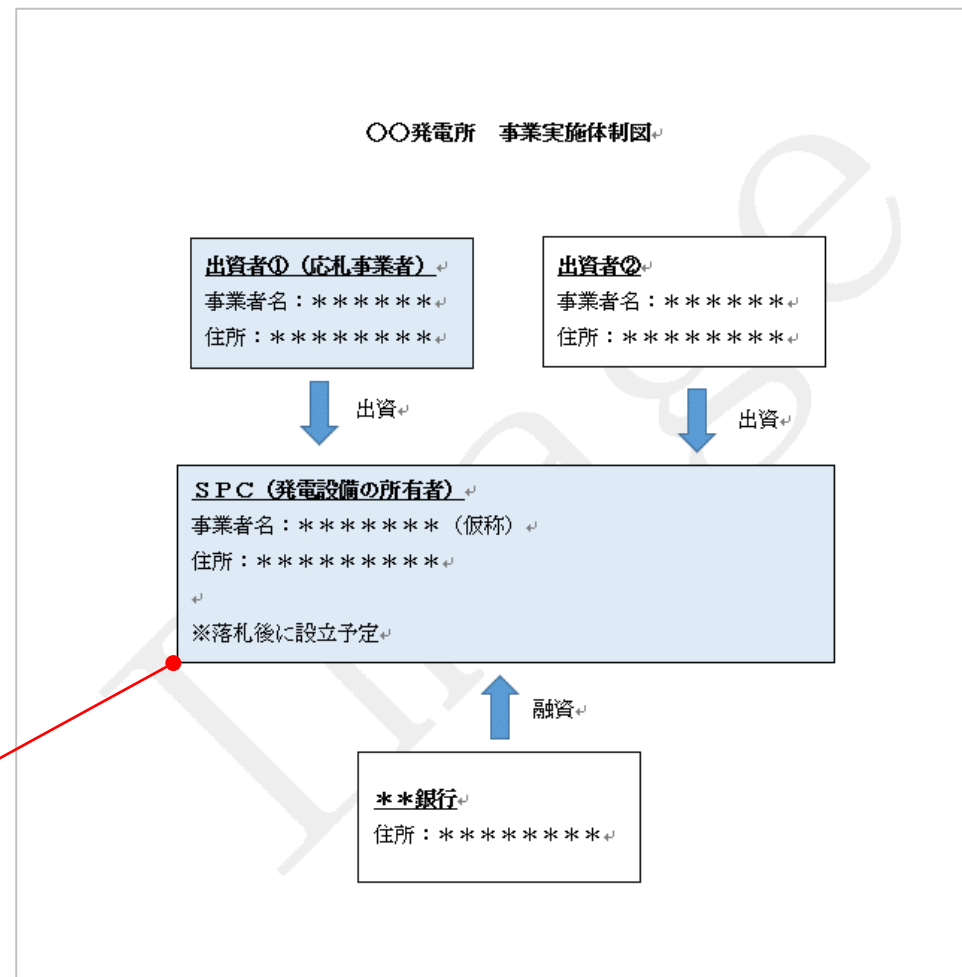 〇〇発電所　事業実施体制図↵
出資者①（応札事業者）↵
事業者名：＊＊＊＊＊＊↵
住所：＊＊＊＊＊＊＊＊↵
出資者②↵
事業者名：＊＊＊＊＊＊↵
住所：＊＊＊＊＊＊＊＊↵
出資↵
出資↵
ＳＰＣ（発電設備の所有者）↵
事業者名：＊＊＊＊＊＊＊（仮称）↵
住所：＊＊＊＊＊＊＊＊＊↵
↵
※落札後に設立予定↵
融資↵
＊＊銀行↵
住所：＊＊＊＊＊＊＊＊↵
Image